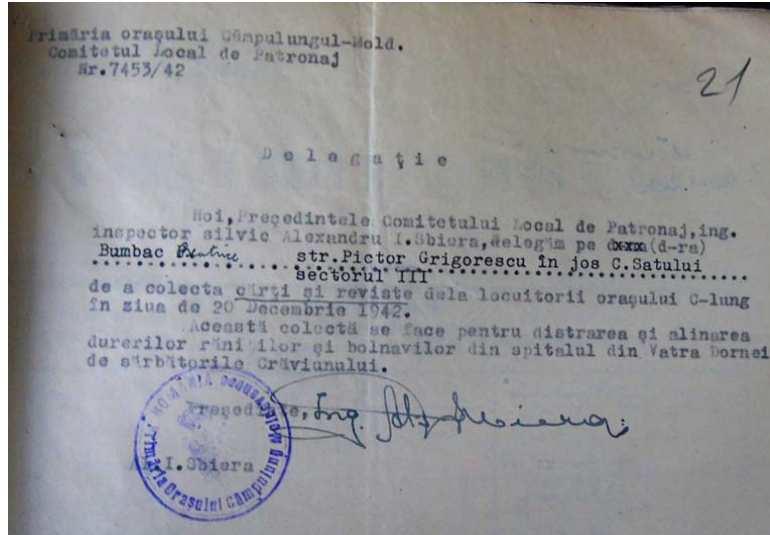 Primăria orașului Câmpulungul-Mold.
Comitetul Local de Patronaj
Nr.7453/42
21
Delegație
Noi,Președintele Comitetului Local de Patronaj,ing.
inspector silvic Alexandru I.Sbiera,delegăm pe (d-ra)
Bumbac str.Pictor Grigorescu în jos C.Satului
sectorul III
de a colecta cărți și reviste dela locuitorii orașului C-lung
în ziua de 20 Decembrie 1942.
Această colectă se face pentru distrarea și alinarea
durerilor răniților și bolnavilor din spitalul din Vatra Dornei
de sărbătorile Crăviunului.
Președinte, Ing.
Al.I.Sbiera
ROMÂNIA
Primăria Orașului Câmpulung